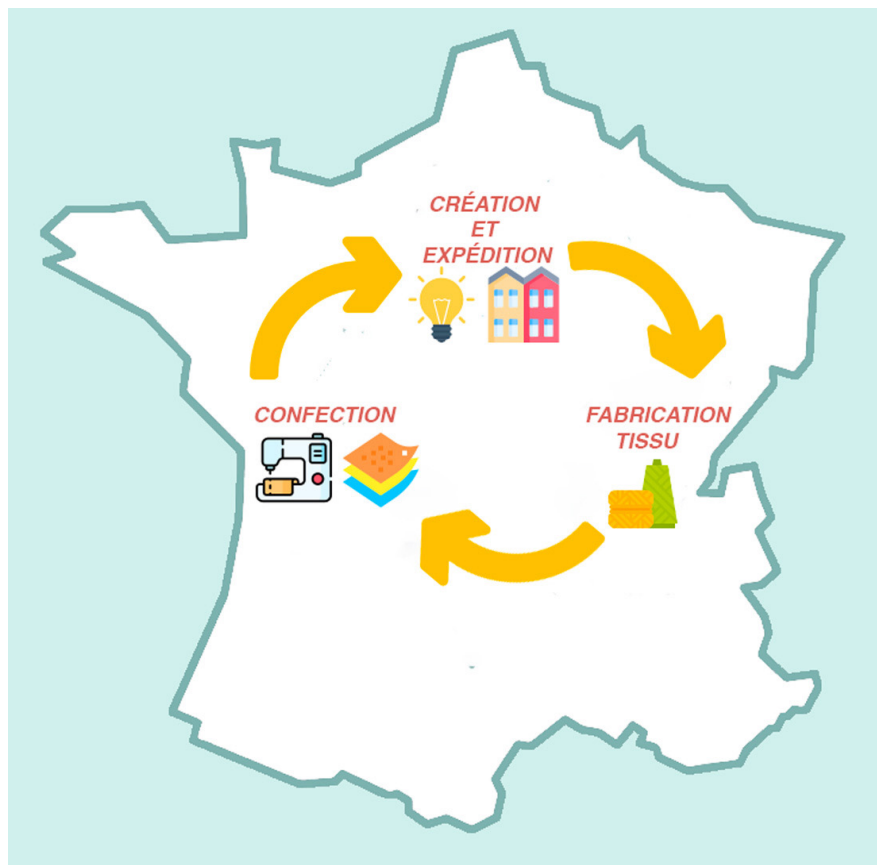 CRÉATION
ET
EXPÉDITION
CONFECTION
FABRICATION
TISSU